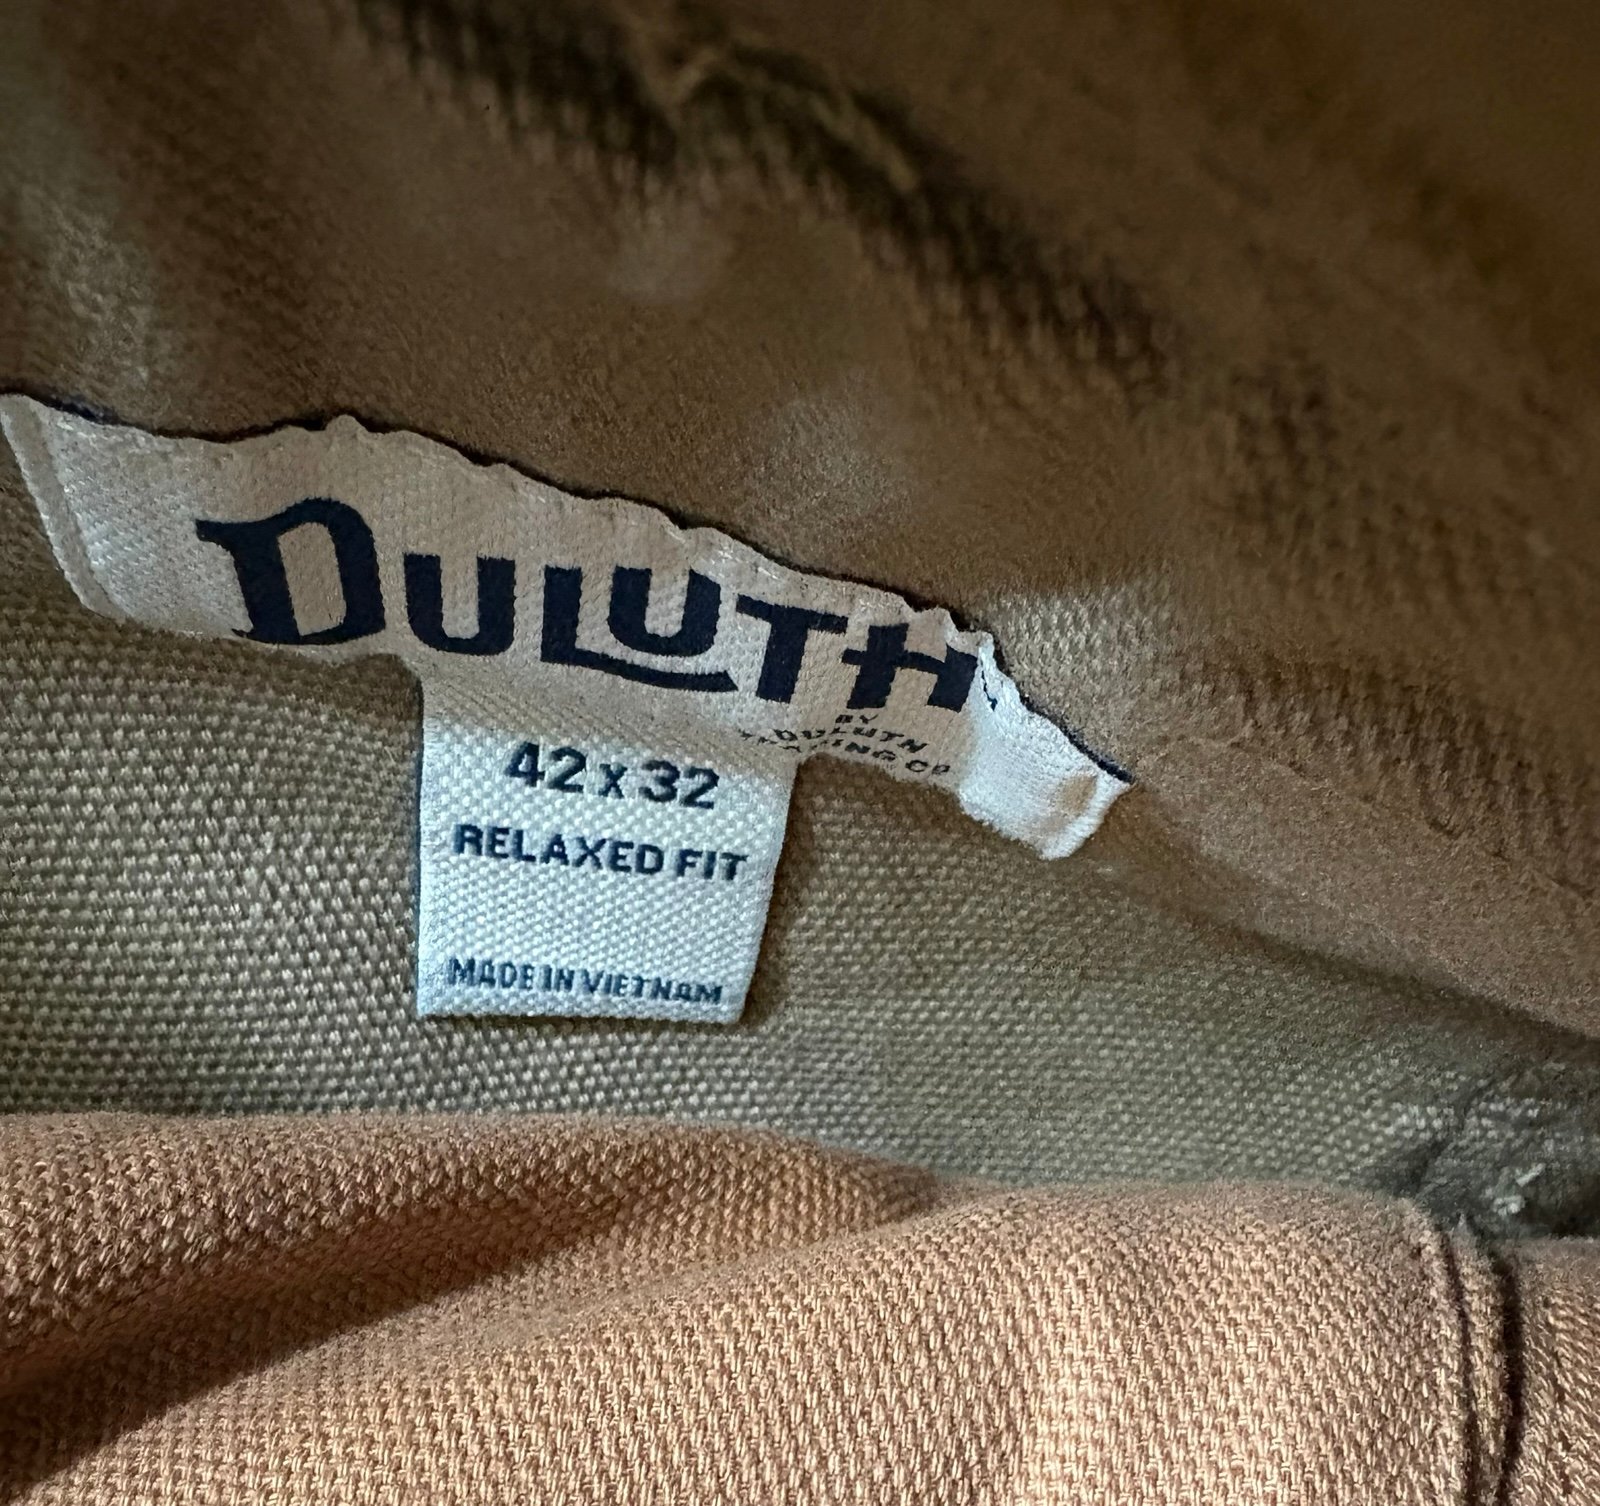 DULUTH
BY
DULUTH
TRADING CO
42 x 32
RELAXED FIT
MADE IN VIETNAM